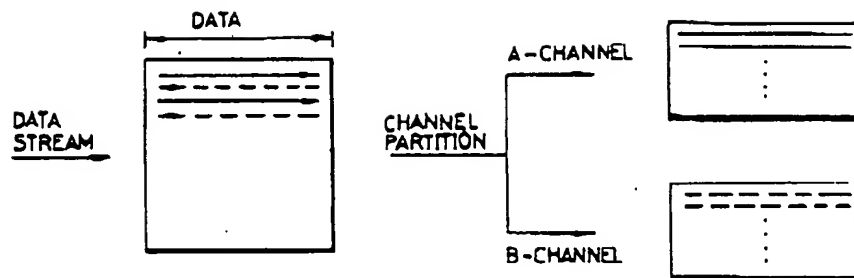 DATA
DATA
STREAM
CHANNEL
PARTITION
A-CHANNEL
B-CHANNEL